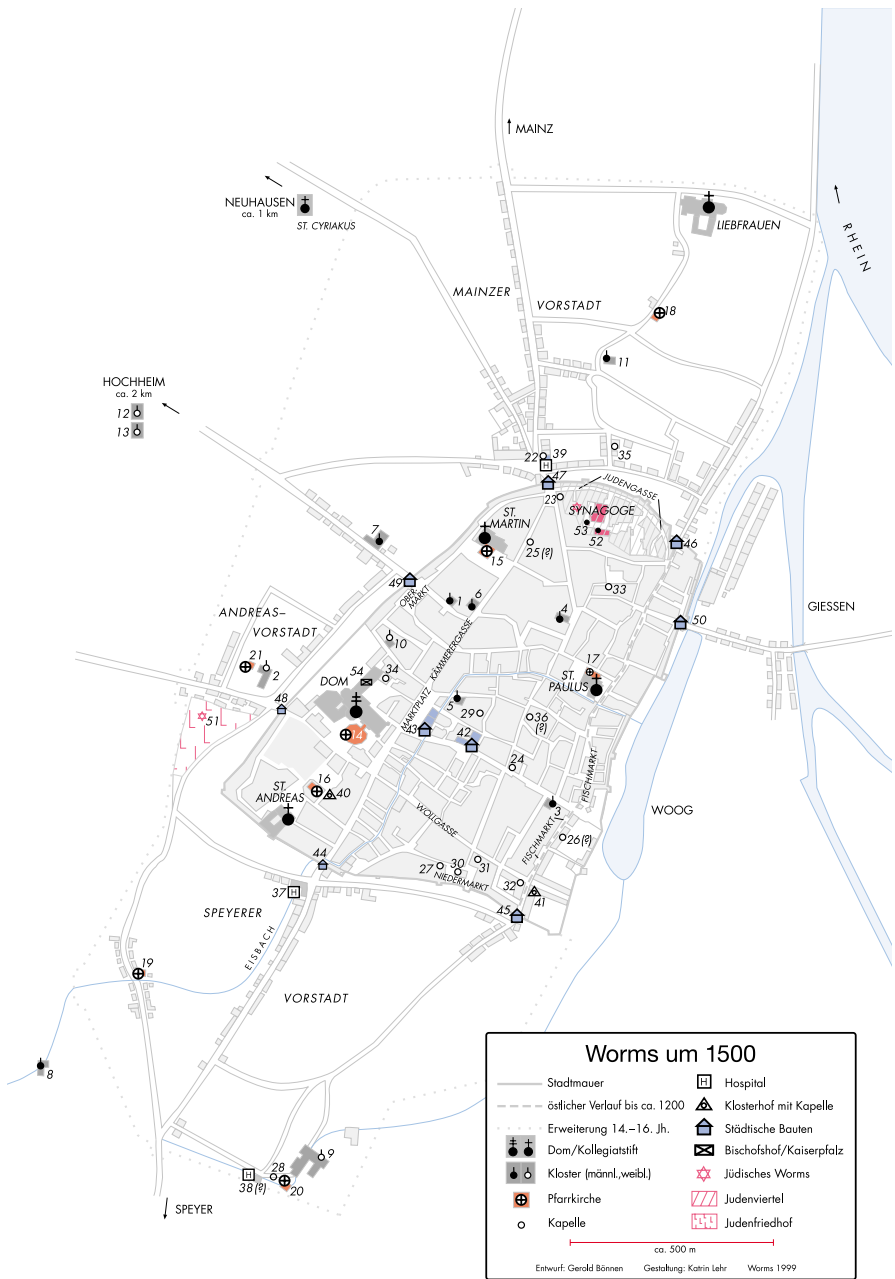 MAINZ
NEUHAUSEN
ca. 1 km
ST. CYRIAKUS
LIEBFRAUEN
RHEIN
MAINZER VORSTADT
18
11
HOCHHEIM
ca. 2 km
12
13
22
39
35
47
JUDENGASSE
23
SYNAGOGE
53
52
46
7
ST. MARTIN
15
25 (?)
49
OBER MARKT
1
6
33
4
50
GIESSEN
ANDREAS–
VORSTADT
21
2
10
KÄMMERERGASSE
54
34
DOM
MARKTPLATZ
17
ST. PAULUS
48
51
5
29
36
(?)
43
42
14
24
16
40
ST. ANDREAS
WOLLGASSE
FISCHMARKT
3
WOOG
FISCHMARKT
26 (?)
44
27
30
31
NIEDERMARKT
32
41
45
37
SPEYERER
EISBACH
19
VORSTADT
8
9
28
38 (?)
20
SPEYER
Worms um 1500
Stadtmauer
östlicher Verlauf bis ca. 1200
Erweiterung 14.–16. Jh.
Dom/Kollegiatstift
Kloster (männl.,weibl.)
Pfarrkirche
Kapelle
H Hospital
Klosterhof mit Kapelle
Städtische Bauten
Bischofshof/Kaiserpfalz
Jüdisches Worms
Judenviertel
Judenfriedhof
ca. 500 m
Entwurf: Gerold Bönnen Gestaltung: Katrin Lehr Worms 1999